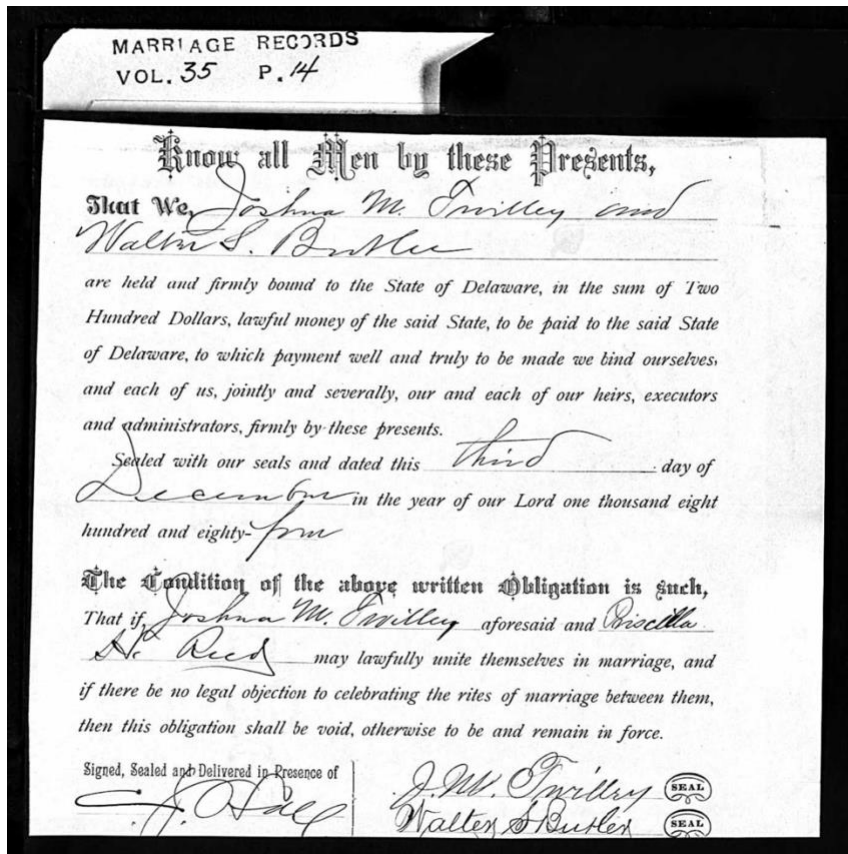 MARRIAGE RECORDS
VOL. 35 P. 14
Know all Men by these Presents,
That We, Joshua M. Twilley and
Walter S. Butler
are held and firmly bound to the State of Delaware, in the sum of Two
Hundred Dollars, lawful money of the said State, to be paid to the said State
of Delaware, to which payment well and truly to be made we bind ourselves,
and each of us, jointly and severally, our and each of our heirs, executors
and administrators, firmly by these presents.
Sealed with our seals and dated this third day of
December in the year of our Lord one thousand eight
hundred and eighty-four
The Condition of the above written Obligation is such,
That if, Joshua M. Twilley aforesaid and Priscilla
H. Reed may lawfully unite themselves in marriage, and
if there be no legal objection to celebrating the rites of marriage between them,
then this obligation shall be void, otherwise to be and remain in force.
Signed, Sealed and Delivered in Presence of
J. M. Twilley SEAL
Walter S Butler SEAL